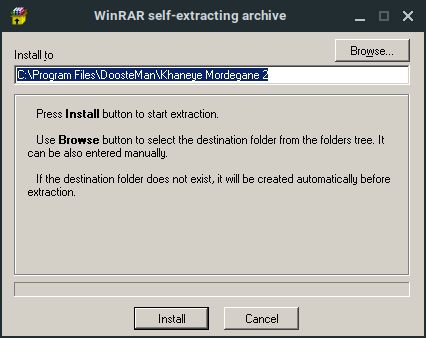 WinRAR self-extracting archive
Install to
Browse...
C:\Program Files\DoosteMan\Khaneye Mordegane 2
Press Install button to start extraction.
Use Browse button to select the destination folder from the folders tree. It
can be also entered manually.
If the destination folder does not exist, it will be created automatically before
extraction.
Install
Cancel